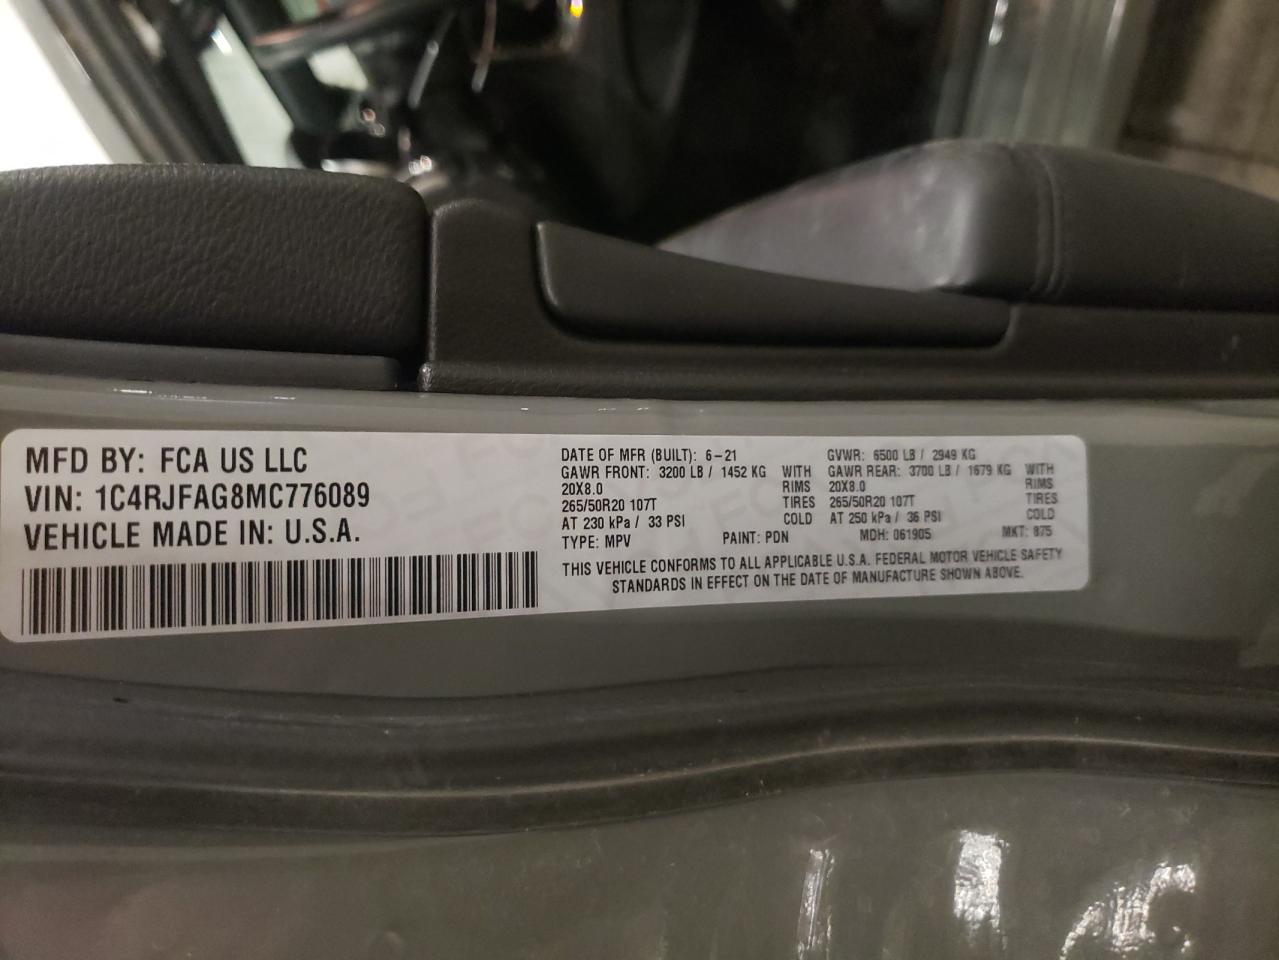 MFD BY: FCA US LLC
VIN: 1C4RJFAG8MC776089
VEHICLE MADE IN: U.S.A.
DATE OF MFR (BUILT): 6-21
GAWR FRONT: 3200 LB / 1452 KG WITH
20X8.0 RIMS
265/50R20 107T TIRES
AT 230 kPa / 33 PSI COLD
TYPE: MPV PAINT: PDN
GVWR: 6500 LB / 2949 KG
GAWR REAR: 3700 LB / 1679 KG WITH
20X8.0 RIMS
265/50R20 107T TIRES
AT 250 kPa / 36 PSI COLD
MDH: 061905 MKT: 875
THIS VEHICLE CONFORMS TO ALL APPLICABLE U.S.A. FEDERAL MOTOR VEHICLE SAFETY
STANDARDS IN EFFECT ON THE DATE OF MANUFACTURE SHOWN ABOVE.